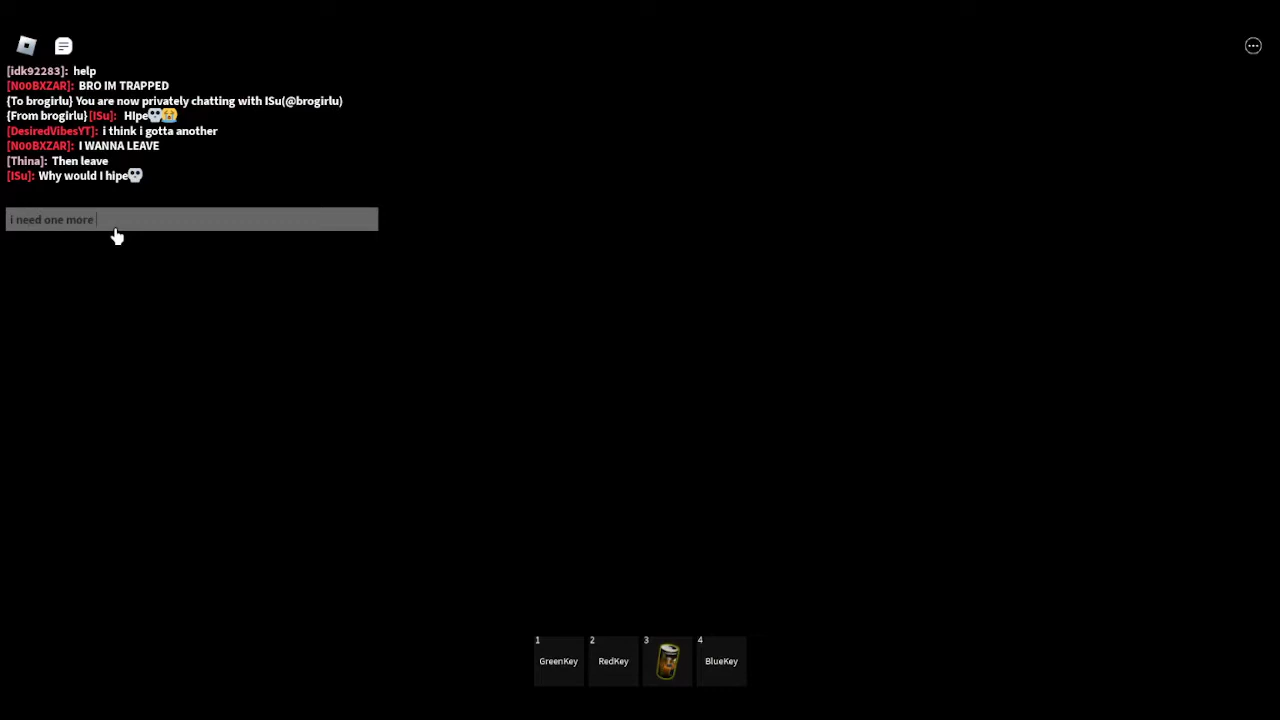 [idk92283]: help
[N00BXZAR]: BRO IM TRAPPED
{To brogirlu} You are now privately chatting with ISu(@brogirlu)
{From brogirlu}[ISu]: HIpe💀😭
[DesiredVibesYT]: i think i gotta another
[N00BXZAR]: I WANNA LEAVE
[Thina]: Then leave
[ISu]: Why would I hipe💀
i need one more
1 2 3 4
GreenKey RedKey BlueKey